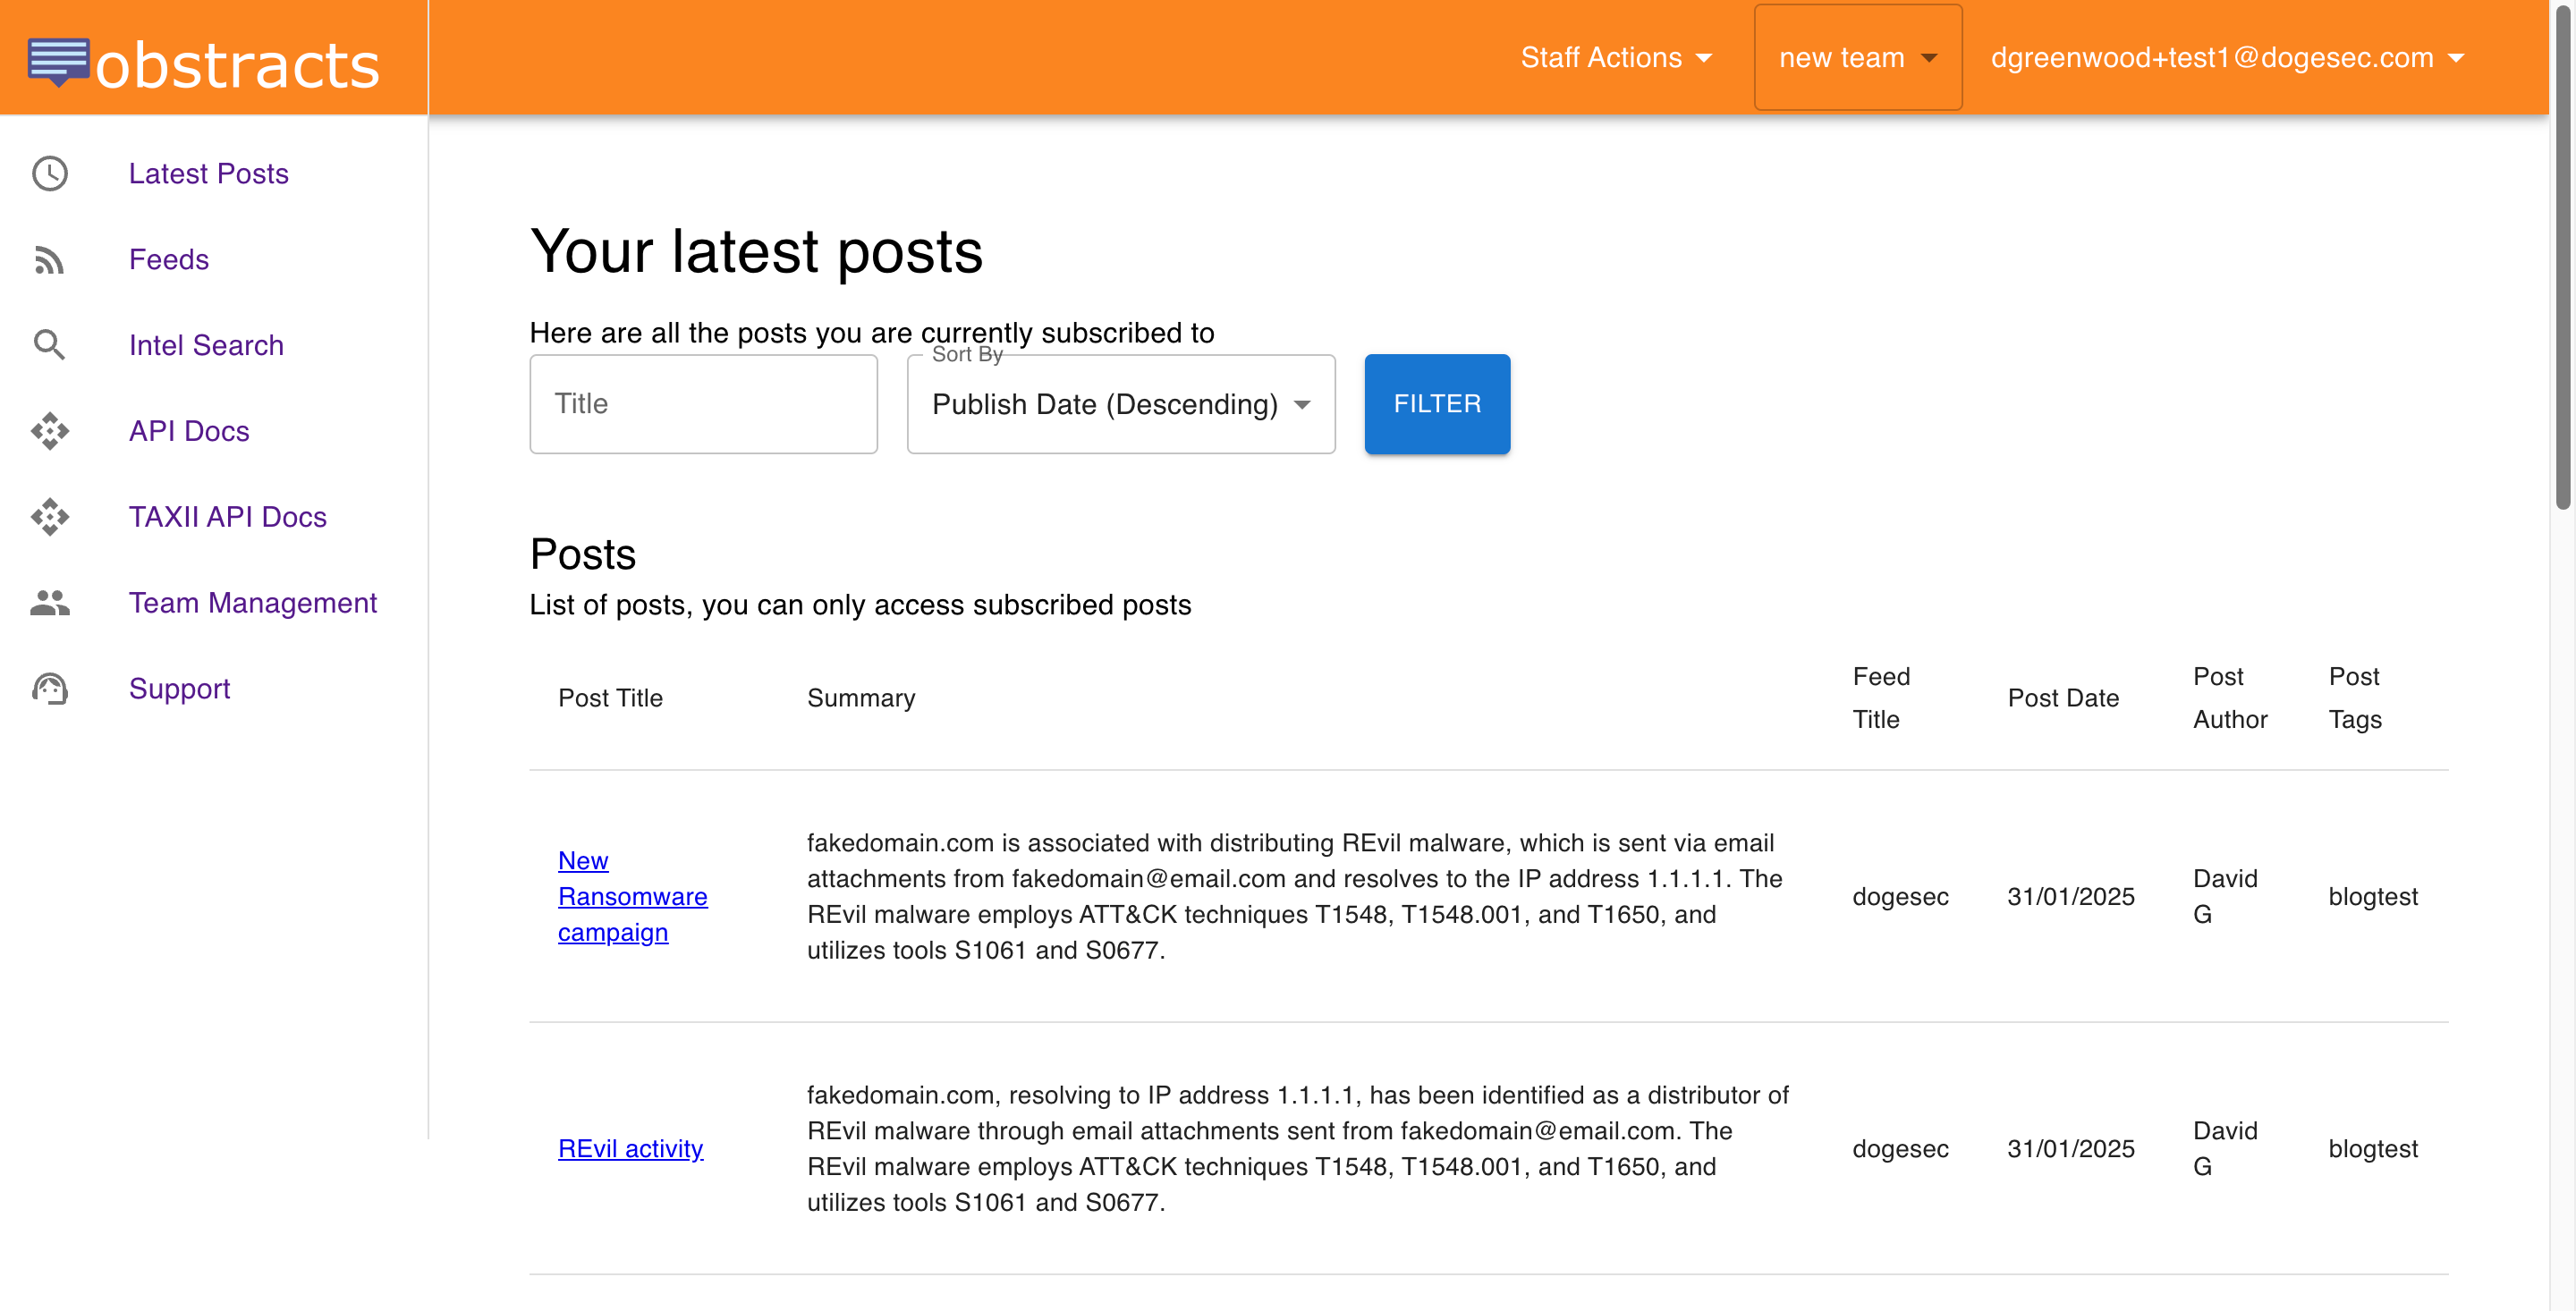 obstracts
Staff Actions
new team
dgreenwood+test1@dogesec.com
Latest Posts
Feeds
Intel Search
API Docs
TAXII API Docs
Team Management
Support
Your latest posts
Here are all the posts you are currently subscribed to
Title
Sort By
Publish Date (Descending)
FILTER
Posts
List of posts, you can only access subscribed posts
Post Title
Summary
Feed
Title
Post Date
Post
Author
Post
Tags
New
Ransomware
campaign
fakedomain.com is associated with distributing REvil malware, which is sent via email
attachments from fakedomain@email.com and resolves to the IP address 1.1.1.1. The
REvil malware employs ATT&CK techniques T1548, T1548.001, and T1650, and
utilizes tools S1061 and S0677.
dogesec
31/01/2025
David
G
blogtest
REvil activity
fakedomain.com, resolving to IP address 1.1.1.1, has been identified as a distributor of
REvil malware through email attachments sent from fakedomain@email.com. The
REvil malware employs ATT&CK techniques T1548, T1548.001, and T1650, and
utilizes tools S1061 and S0677.
dogesec
31/01/2025
David
G
blogtest